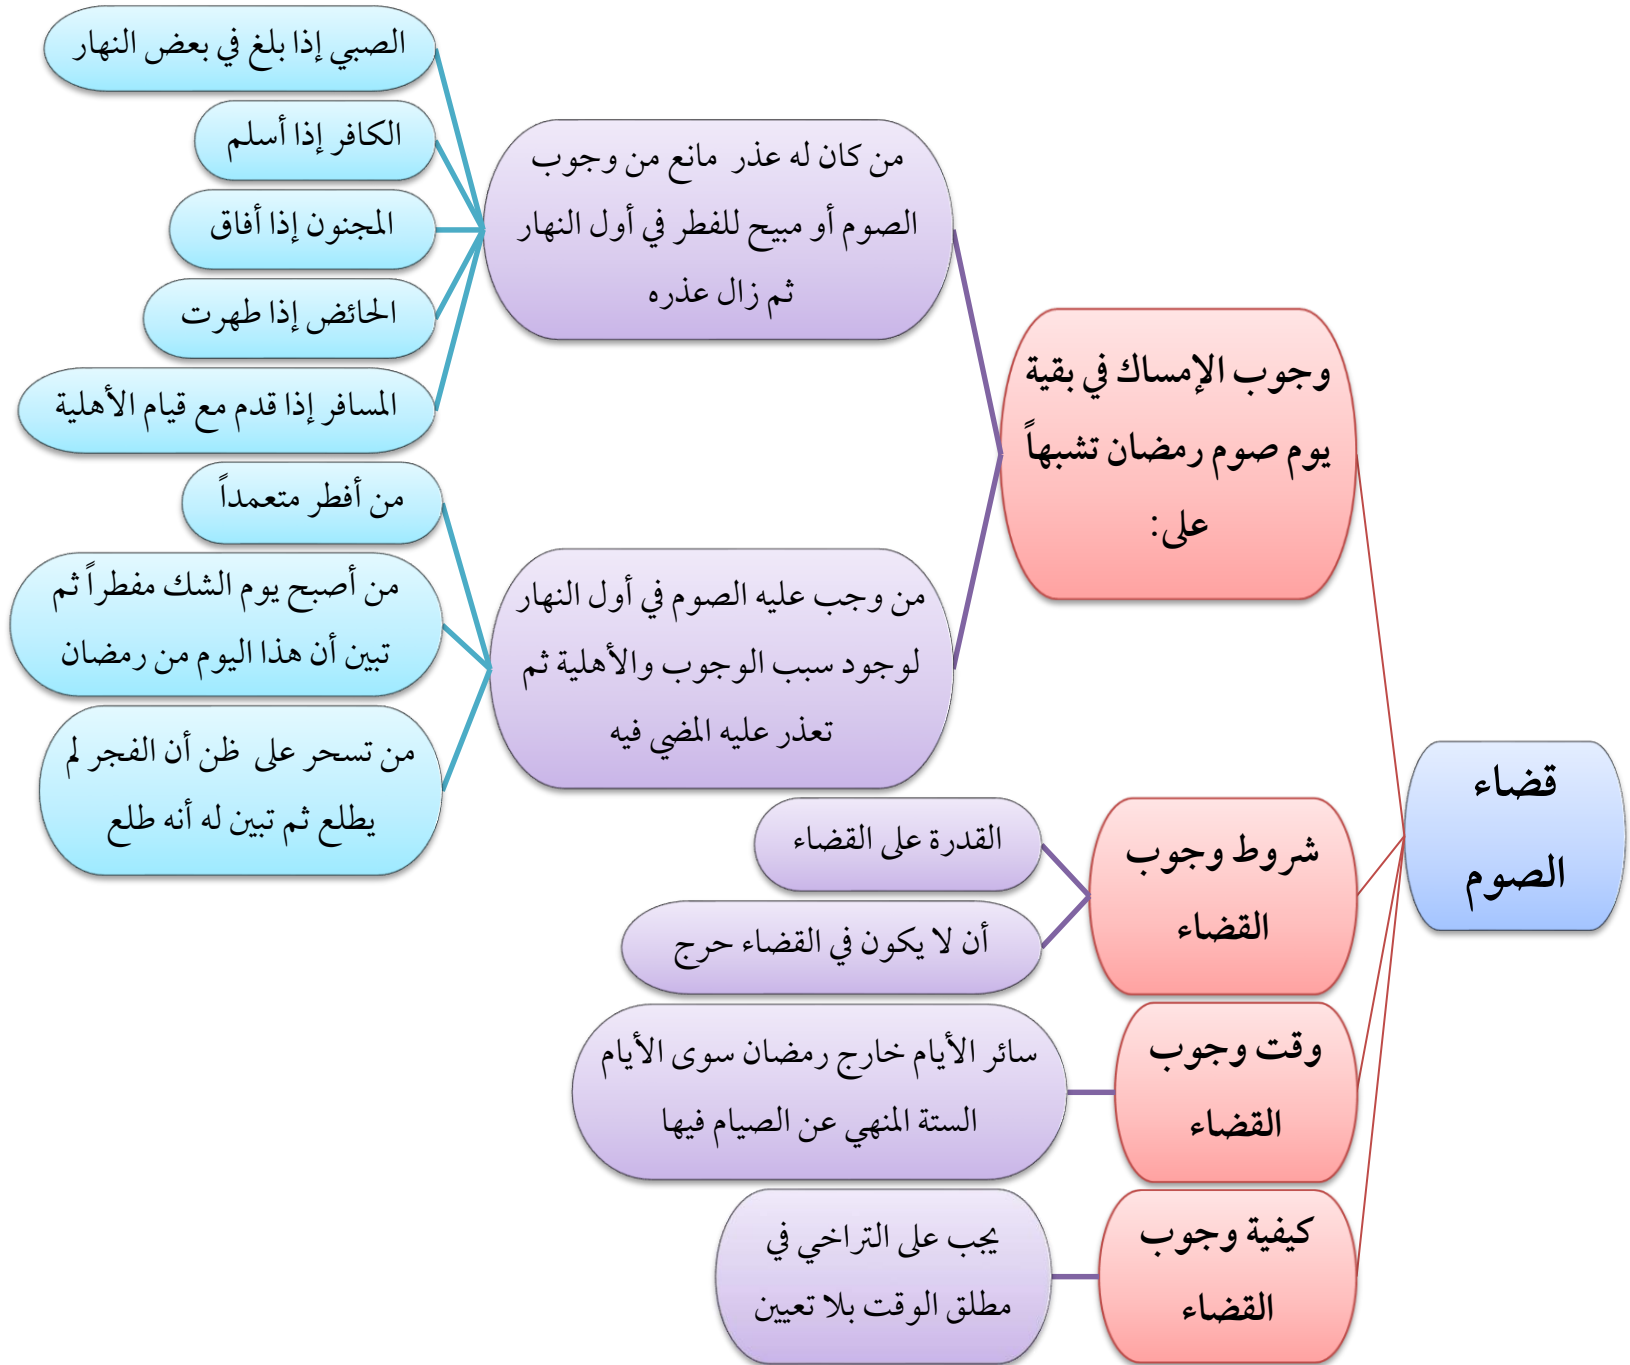 قضاء
الصوم
وجوب الإمساك في بقية
يوم صوم رمضان تشبهاً
على:
من كان له عذر مانع من وجوب
الصوم أو مبيح للفطر في أول النهار
ثم زال عذره
الصبي إذا بلغ في بعض النهار
الكافر إذا أسلم
المجنون إذا أفاق
الحائض إذا طهرت
المسافر إذا قدم مع قيام الأهلية
من وجب عليه الصوم في أول النهار
لوجود سبب الوجوب والأهلية ثم
تعذر عليه المضي فيه
من أفطر متعمداً
من أصبح يوم الشك مفطراً ثم
تبين أن هذا اليوم من رمضان
من تسحر على ظن أن الفجر لم
يطلع ثم تبين له أنه طلع
شروط وجوب
القضاء
القدرة على القضاء
أن لا يكون في القضاء حرج
وقت وجوب
القضاء
سائر الأيام خارج رمضان سوى الأيام
الستة المنهي عن الصيام فيها
كيفية وجوب
القضاء
يجب على التراخي في
مطلق الوقت بلا تعيين